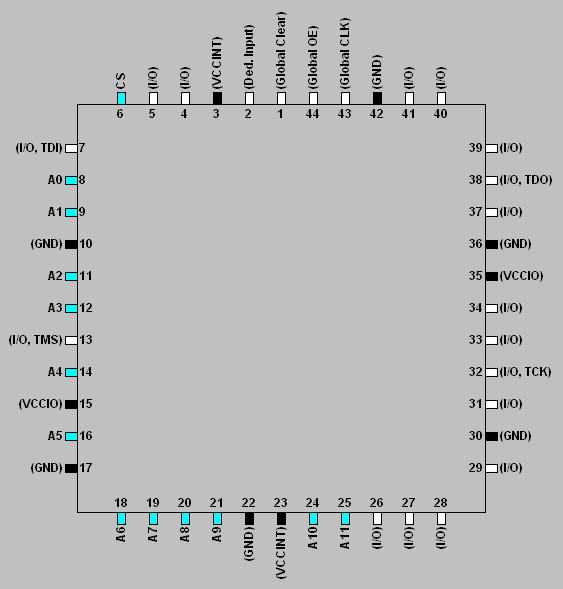 CS (I/O) (I/O) (VCCINT) (Ded. Input) (Global Clear) (Global OE) (Global CLK) (GND) (I/O) (I/O)
6 5 4 3 2 1 44 43 42 41 40
(I/O, TDI) 7 39 (I/O)
A0 8 38 (I/O, TDO)
A1 9 37 (I/O)
(GND) 10 36 (GND)
A2 11 35 (VCCIO)
A3 12 34 (I/O)
(I/O, TMS) 13 33 (I/O)
A4 14 32 (I/O, TCK)
(VCCIO) 15 31 (I/O)
A5 16 30 (GND)
(GND) 17 29 (I/O)
18 19 20 21 22 23 24 25 26 27 28
A6 A7 A8 A9 (GND) (VCCINT) A10 A11 (I/O) (I/O) (I/O)